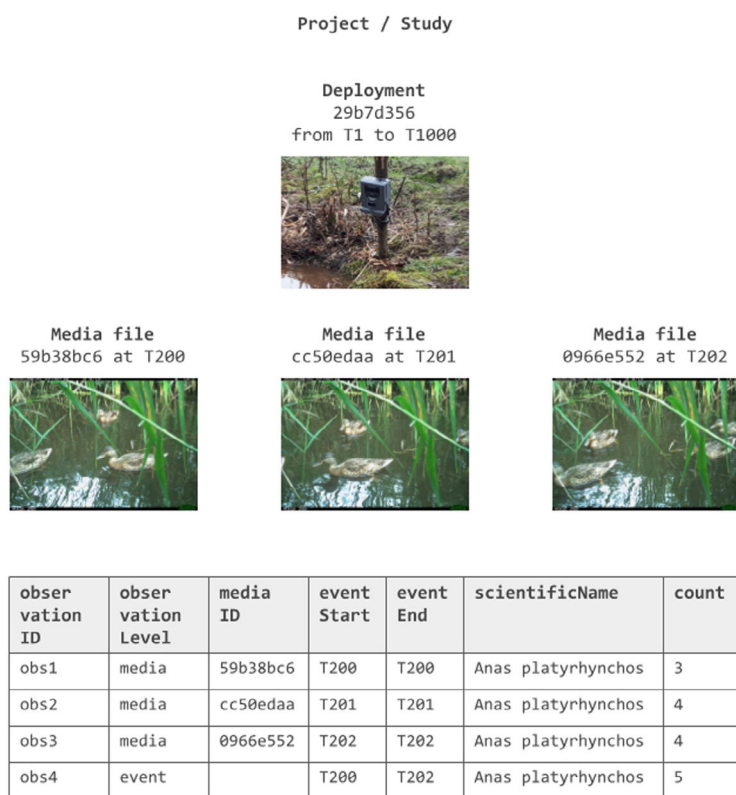 Project / Study
Deployment
29b7d356
from T1 to T1000
Media file
59b38bc6 at T200
Media file
cc50edaa at T201
Media file
0966e552 at T202
obser vation ID | obser vation Level | media ID | event Start | event End | scientificName | count
obs1 | media | 59b38bc6 | T200 | T200 | Anas platyrhynchos | 3
obs2 | media | cc50edaa | T201 | T201 | Anas platyrhynchos | 4
obs3 | media | 0966e552 | T202 | T202 | Anas platyrhynchos | 4
obs4 | event | | T200 | T202 | Anas platyrhynchos | 5